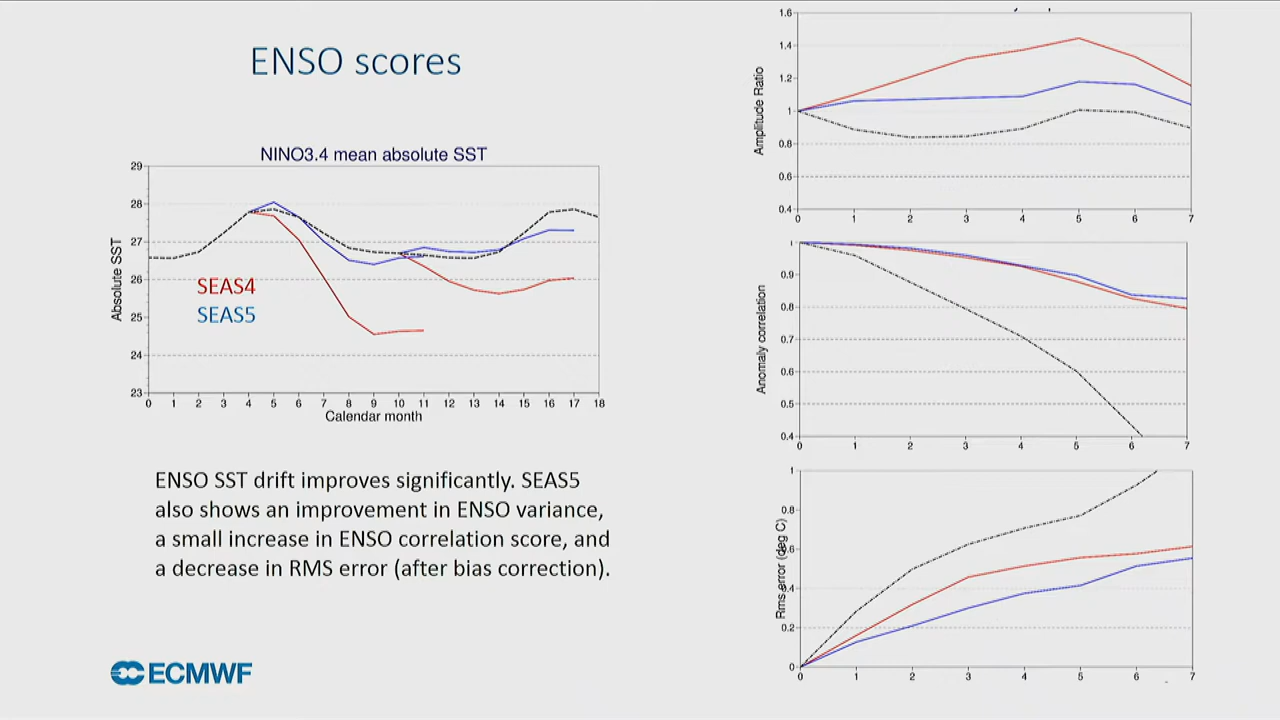 ENSO scores
NINO3.4 mean absolute SST
29
28
27
26
25
24
23
Absolute SST
SEAS4
SEAS5
0 1 2 3 4 5 6 7 8 9 10 11 12 13 14 15 16 17 18
Calendar month
ENSO SST drift improves significantly. SEAS5
also shows an improvement in ENSO variance,
a small increase in ENSO correlation score, and
a decrease in RMS error (after bias correction).
ECMWF
1.6
1.4
1.2
1
0.8
0.6
0.4
Amplitude Ratio
0 1 2 3 4 5 6 7
1
0.9
0.8
0.7
0.6
0.5
0.4
Anomaly correlation
0 1 2 3 4 5 6 7
1
0.8
0.6
0.4
0.2
0
Rms error (deg C)
0 1 2 3 4 5 6 7